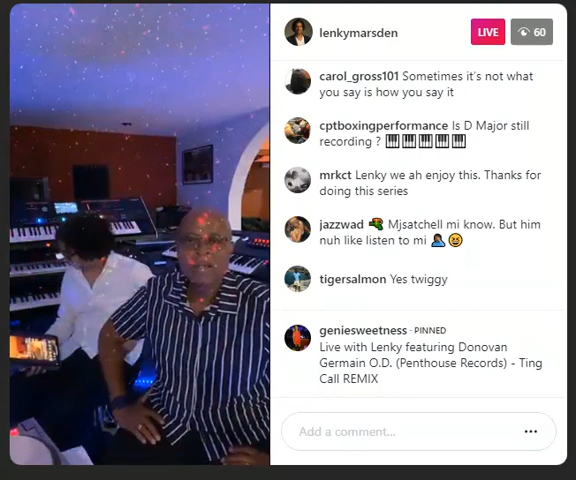 lenkymarsden
LIVE
60
carol_gross101 Sometimes it's not what
you say is how you say it
cptboxingperformance Is D Major still
recording ? 🎹🎹🎹🎹🎹
mrkct Lenky we ah enjoy this. Thanks for
doing this series
jazzwad 🔫 Mjsatchell mi know. But him
nuh like listen to mi 🤦🏿‍♂️😆
tigersalmon Yes twiggy
geniesweetness · PINNED
Live with Lenky featuring Donovan
Germain O.D. (Penthouse Records) - Ting
Call REMIX
Add a comment...